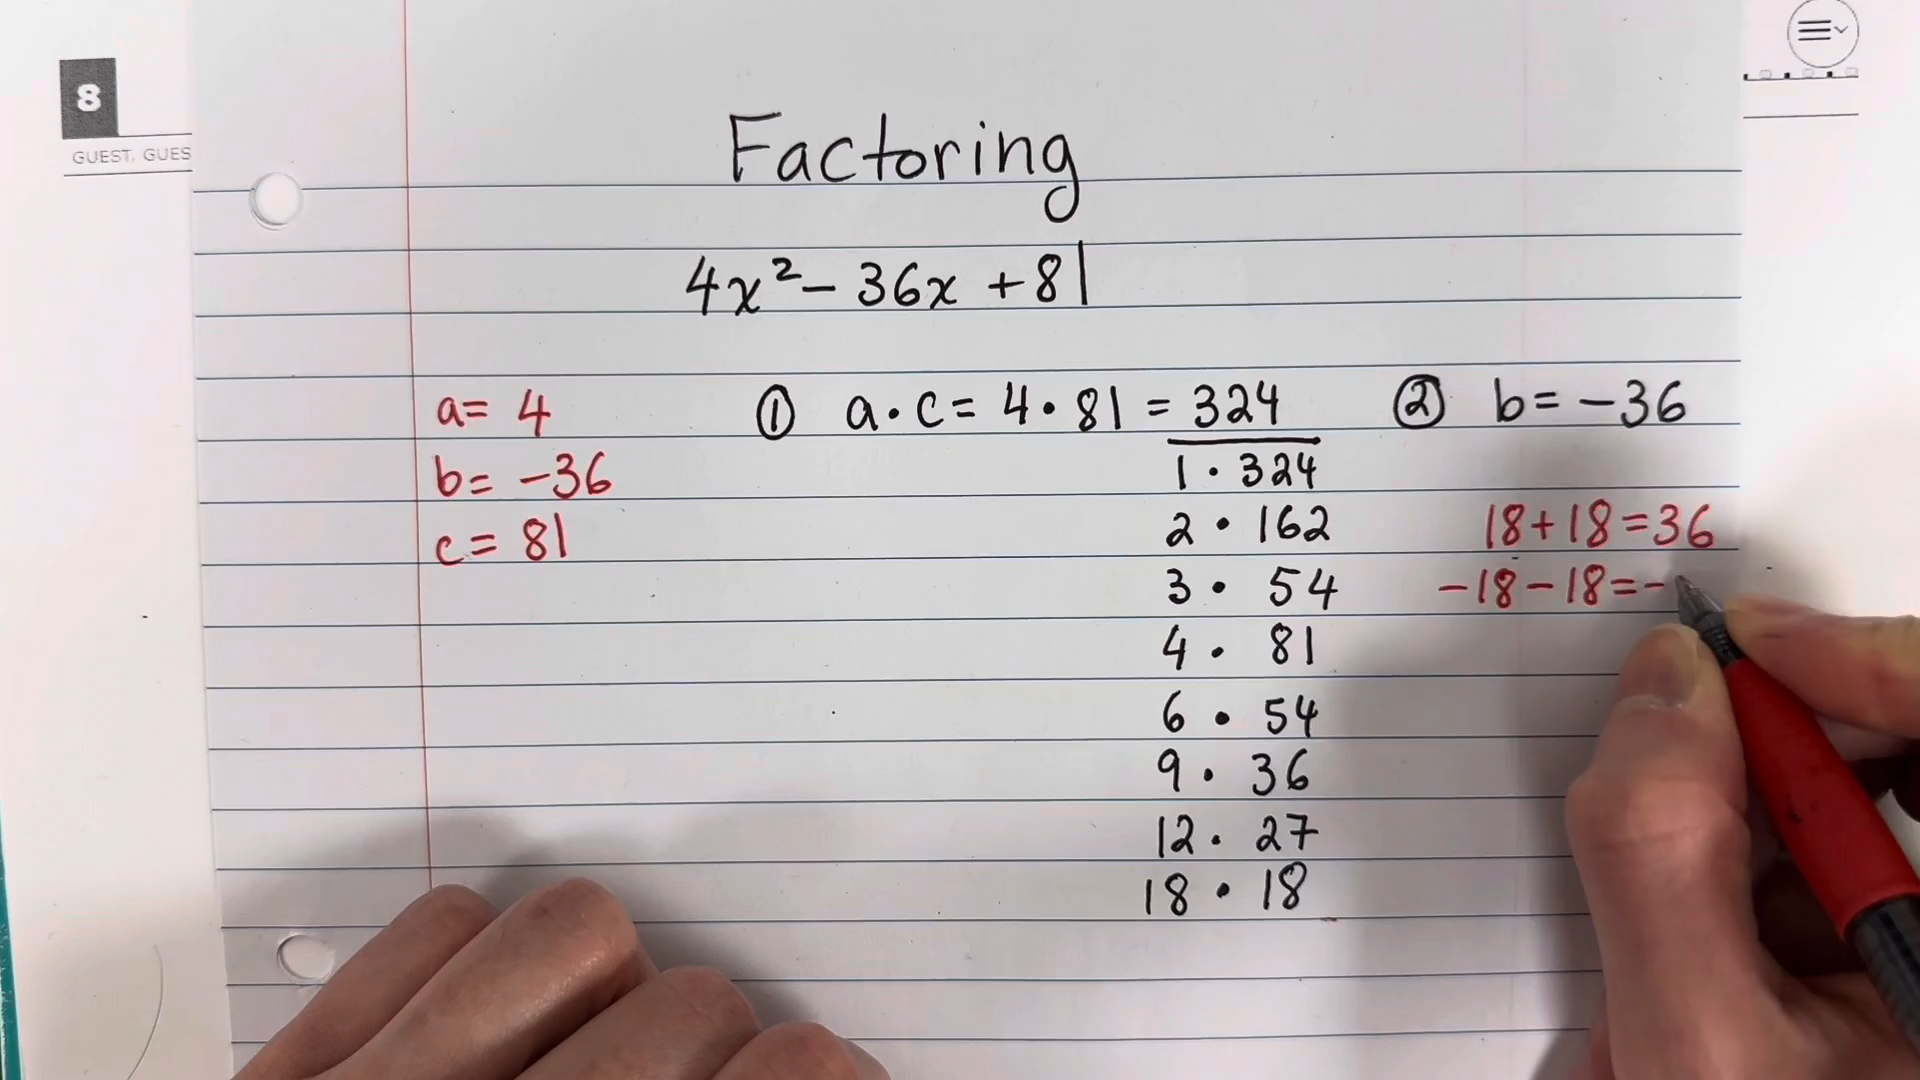 8
GUEST, GUES
Factoring
4x² – 36x + 81
a = 4
b = –36
c = 81
① a · c = 4 · 81 = 324
1 · 324
2 · 162
3 · 54
4 · 81
6 · 54
9 · 36
12 · 27
18 · 18
② b = –36
18 + 18 = 36
–18 – 18 = –